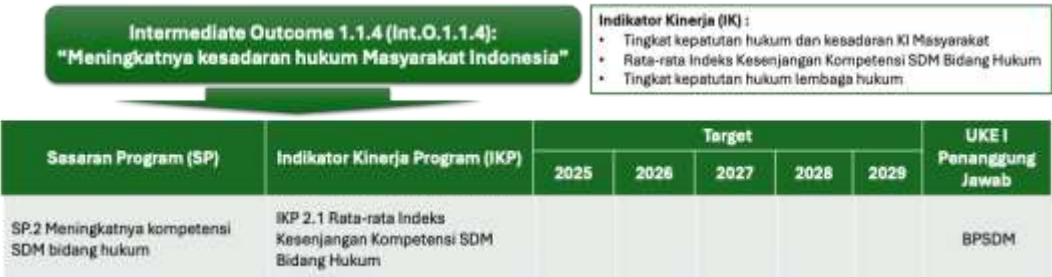 Intermediate Outcome 1.1.4 (Int.O.1.1.4):
“Meningkatnya kesadaran hukum Masyarakat Indonesia”
Indikator Kinerja (IK) :
• Tingkat kepatutan hukum dan kesadaran KI Masyarakat
• Rata-rata Indeks Kesenjangan Kompetensi SDM Bidang Hukum
• Tingkat kepatutan hukum lembaga hukum
Sasaran Program (SP)
Indikator Kinerja Program (IKP)
Target
2025 2026 2027 2028 2029
UKE I
Penanggung
Jawab
SP.2 Meningkatnya kompetensi
SDM bidang hukum
IKP 2.1 Rata-rata Indeks
Kesenjangan Kompetensi SDM
Bidang Hukum
BPSDM